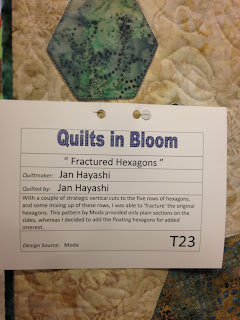 Quilts in Bloom
" Fractured Hexagons "
Quiltmaker: Jan Hayashi
Quilted by: Jan Hayashi
With a couple of strategic vertical cuts to the five rows of hexagons,
and some mixing up of these rows, I was able to 'fracture' the original
hexagons. This pattern by Moda provided only plain sections on the
sides, whereas I decided to add the floating hexagons for added
interest.
Design Source: Moda
T23